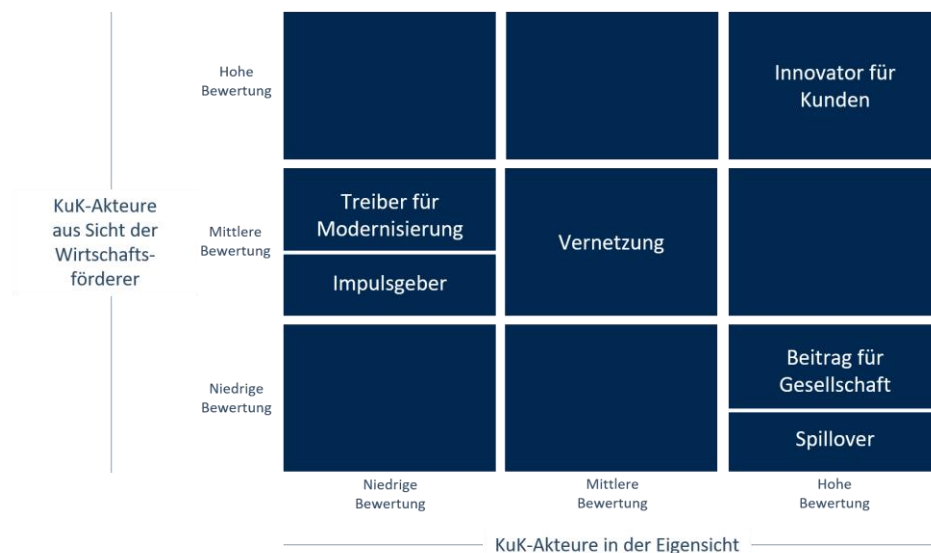 Hohe
Bewertung
Innovator für
Kunden
KuK-Akteure
aus Sicht der
Wirtschafts-
förderer
Mittlere
Bewertung
Treiber für
Modernisierung
Impulsgeber
Vernetzung
Niedrige
Bewertung
Beitrag für
Gesellschaft
Spillover
Niedrige
Bewertung
Mittlere
Bewertung
Hohe
Bewertung
KuK-Akteure in der Eigensicht